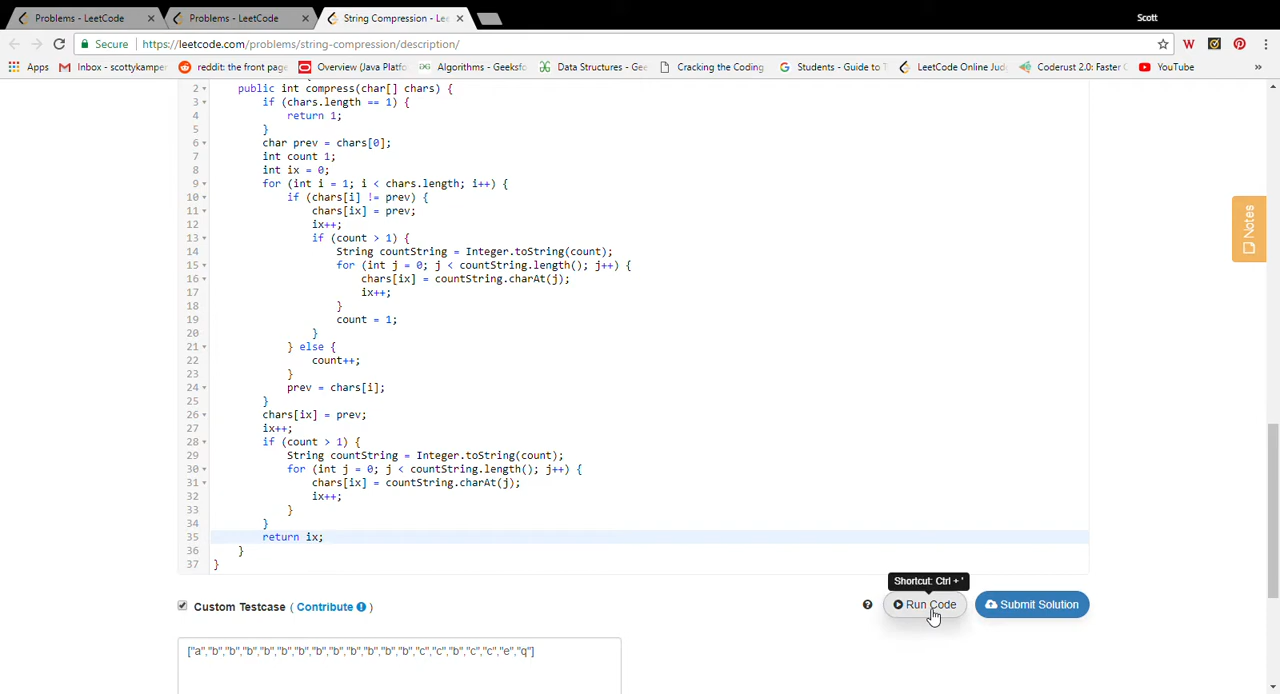 Problems - LeetCode
Problems - LeetCode
String Compression - Le
Scott
Secure
https://leetcode.com/problems/string-compression/description/
Apps
Inbox - scottykamper
reddit: the front page
Overview (Java Platfo
Algorithms - Geeksfo
Data Structures - Gee
Cracking the Coding
Students - Guide to T
LeetCode Online Jud
Coderust 2.0: Faster C
YouTube
»
2 public int compress(char[] chars) {
3 if (chars.length == 1) {
4 return 1;
5 }
6 char prev = chars[0];
7 int count 1;
8 int ix = 0;
9 for (int i = 1; i < chars.length; i++) {
10 if (chars[i] != prev) {
11 chars[ix] = prev;
12 ix++;
13 if (count > 1) {
14 String countString = Integer.toString(count);
15 for (int j = 0; j < countString.length(); j++) {
16 chars[ix] = countString.charAt(j);
17 ix++;
18 }
19 count = 1;
20 }
21 } else {
22 count++;
23 }
24 prev = chars[i];
25 }
26 chars[ix] = prev;
27 ix++;
28 if (count > 1) {
29 String countString = Integer.toString(count);
30 for (int j = 0; j < countString.length(); j++) {
31 chars[ix] = countString.charAt(j);
32 ix++;
33 }
34 }
35 return ix;
36 }
37 }
Notes
Shortcut: Ctrl + '
Custom Testcase ( Contribute )
Run Code
Submit Solution
["a","b","b","b","b","b","b","b","b","b","b","b","b","c","c","b","c","c","e","q"]